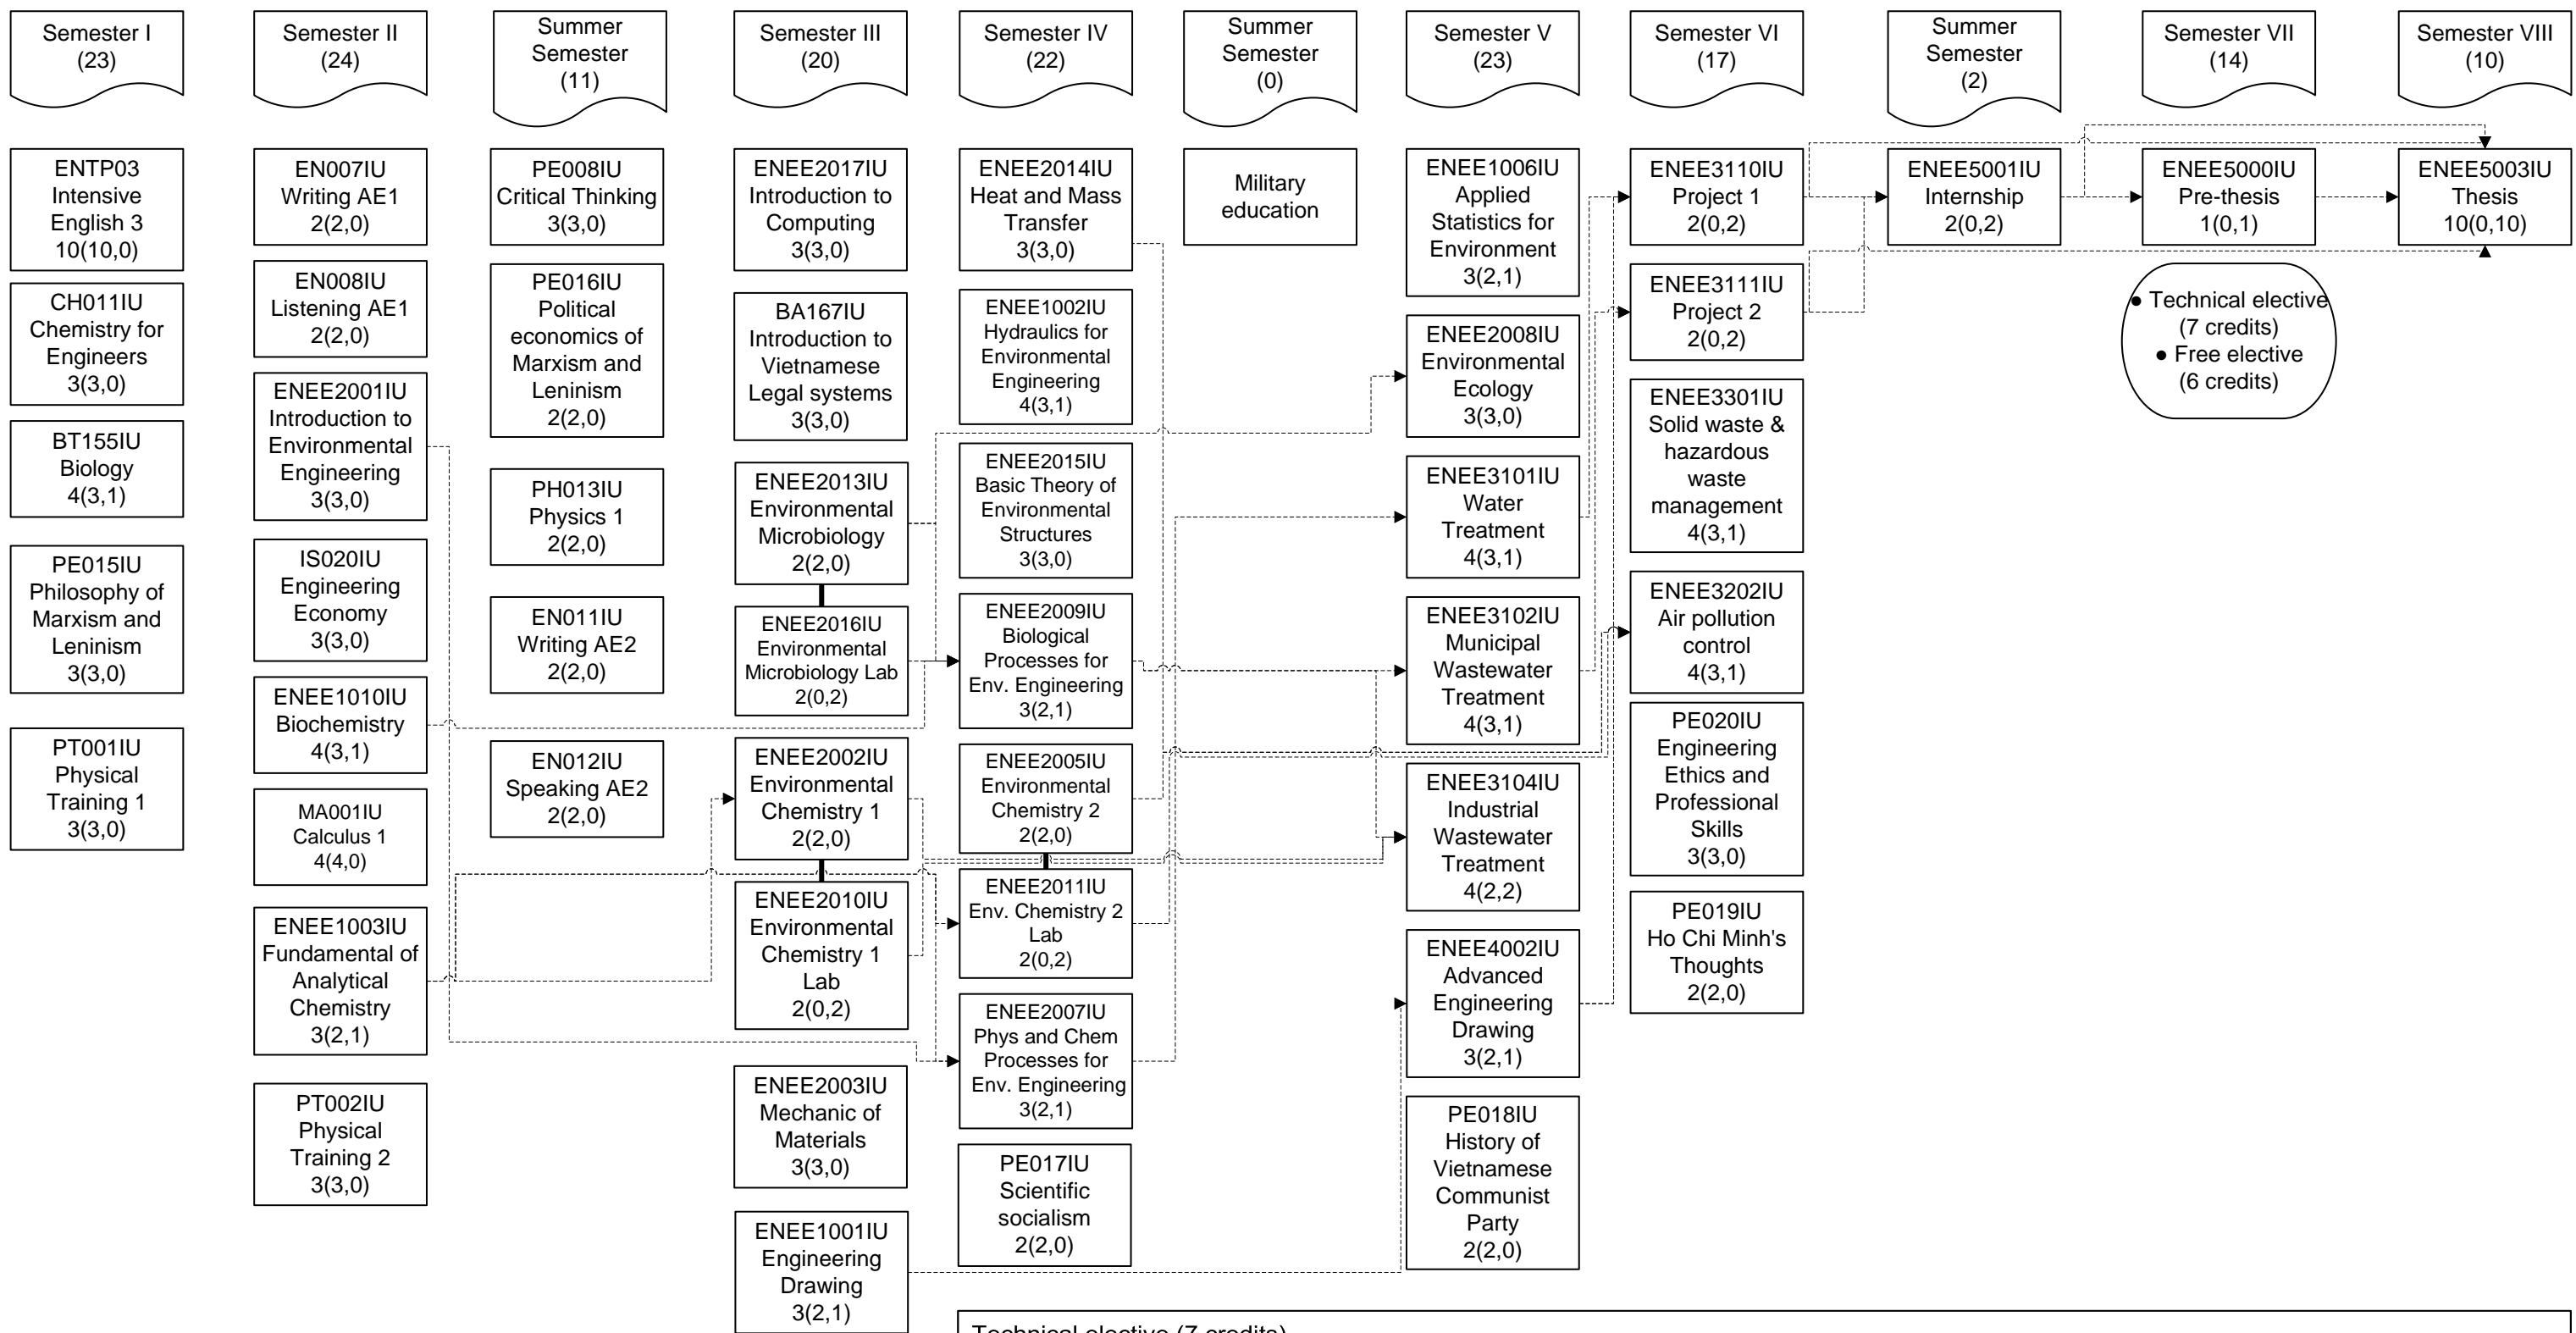 Semester I
(23)
Semester II
(24)
Summer
Semester
(11)
Semester III
(20)
Semester IV
(22)
Summer
Semester
(0)
Semester V
(23)
Semester VI
(17)
Summer
Semester
(2)
Semester VII
(14)
Semester VIII
(10)
ENTP03
Intensive
English 3
10(10,0)
CH011IU
Chemistry for
Engineers
3(3,0)
BT155IU
Biology
4(3,1)
PE015IU
Philosophy of
Marxism and
Leninism
3(3,0)
PT001IU
Physical
Training 1
3(3,0)
EN007IU
Writing AE1
2(2,0)
EN008IU
Listening AE1
2(2,0)
ENEE2001IU
Introduction to
Environmental
Engineering
3(3,0)
IS020IU
Engineering
Economy
3(3,0)
ENEE1010IU
Biochemistry
4(3,1)
MA001IU
Calculus 1
4(4,0)
ENEE1003IU
Fundamental of
Analytical
Chemistry
3(2,1)
PT002IU
Physical
Training 2
3(3,0)
PE008IU
Critical Thinking
3(3,0)
PE016IU
Political
economics of
Marxism and
Leninism
2(2,0)
PH013IU
Physics 1
2(2,0)
EN011IU
Writing AE2
2(2,0)
EN012IU
Speaking AE2
2(2,0)
ENEE2017IU
Introduction to
Computing
3(3,0)
BA167IU
Introduction to
Vietnamese
Legal systems
3(3,0)
ENEE2013IU
Environmental
Microbiology
2(2,0)
ENEE2016IU
Environmental
Microbiology Lab
2(0,2)
ENEE2002IU
Environmental
Chemistry 1
2(2,0)
ENEE2010IU
Environmental
Chemistry 1
Lab
2(0,2)
ENEE2003IU
Mechanic of
Materials
3(3,0)
ENEE1001IU
Engineering
Drawing
3(2,1)
ENEE2014IU
Heat and Mass
Transfer
3(3,0)
ENEE1002IU
Hydraulics for
Environmental
Engineering
4(3,1)
ENEE2015IU
Basic Theory of
Environmental
Structures
3(3,0)
ENEE2009IU
Biological
Processes for
Env. Engineering
3(2,1)
ENEE2005IU
Environmental
Chemistry 2
2(2,0)
ENEE2011IU
Env. Chemistry 2
Lab
2(0,2)
ENEE2007IU
Phys and Chem
Processes for
Env. Engineering
3(2,1)
PE017IU
Scientific
socialism
2(2,0)
Military
education
ENEE1006IU
Applied
Statistics for
Environment
3(2,1)
ENEE2008IU
Environmental
Ecology
3(3,0)
ENEE3101IU
Water
Treatment
4(3,1)
ENEE3102IU
Municipal
Wastewater
Treatment
4(3,1)
ENEE3104IU
Industrial
Wastewater
Treatment
4(2,2)
ENEE4002IU
Advanced
Engineering
Drawing
3(2,1)
PE018IU
History of
Vietnamese
Communist
Party
2(2,0)
ENEE3110IU
Project 1
2(0,2)
ENEE3111IU
Project 2
2(0,2)
ENEE3301IU
Solid waste &
hazardous
waste
management
4(3,1)
ENEE3202IU
Air pollution
control
4(3,1)
PE020IU
Engineering
Ethics and
Professional
Skills
3(3,0)
PE019IU
Ho Chi Minh's
Thoughts
2(2,0)
ENEE5001IU
Internship
2(0,2)
ENEE5000IU
Pre-thesis
1(0,1)
● Technical elective
(7 credits)
● Free elective
(6 credits)
ENEE5003IU
Thesis
10(0,10)
Technical elective (7 credits)